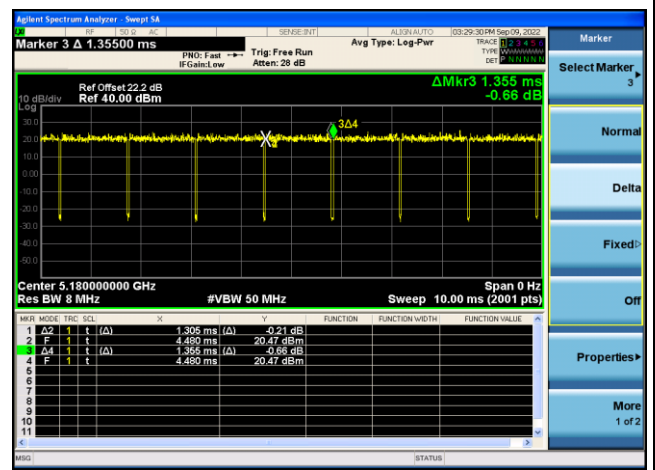 Agilent Spectrum Analyzer - Swept SA
RF 50 Ω AC SENSE:INT ALIGNAUTO 03:29:30 PM Sep 09, 2022
Marker 3 Δ 1.35500 ms
PNO: Fast
IFGain:Low
Trig: Free Run
Atten: 28 dB
Avg Type: Log-Pwr
TRACE 1 2 3 4 5 6
TYPE W
DET P N N N N N
Ref Offset 22.2 dB
10 dB/div Ref 40.00 dBm
Log
ΔMkr3 1.355 ms
-0.66 dB
30.0
20.0
10.0
0.00
-10.0
-20.0
-30.0
-40.0
3Δ4
Center 5.180000000 GHz Span 0 Hz
Res BW 8 MHz #VBW 50 MHz Sweep 10.00 ms (2001 pts)
MKR MODE TRC SCL X Y FUNCTION FUNCTION WIDTH FUNCTION VALUE
1 Δ2 1 t (Δ) 1.305 ms (Δ) -0.21 dB
2 F 1 t 4.480 ms 20.47 dBm
3 Δ4 1 t (Δ) 1.355 ms (Δ) -0.66 dB
4 F 1 t 4.480 ms 20.47 dBm
5
6
7
8
9
10
11
MSG STATUS
Marker
Select Marker
3
Normal
Delta
Fixed
Off
Properties
More
1 of 2